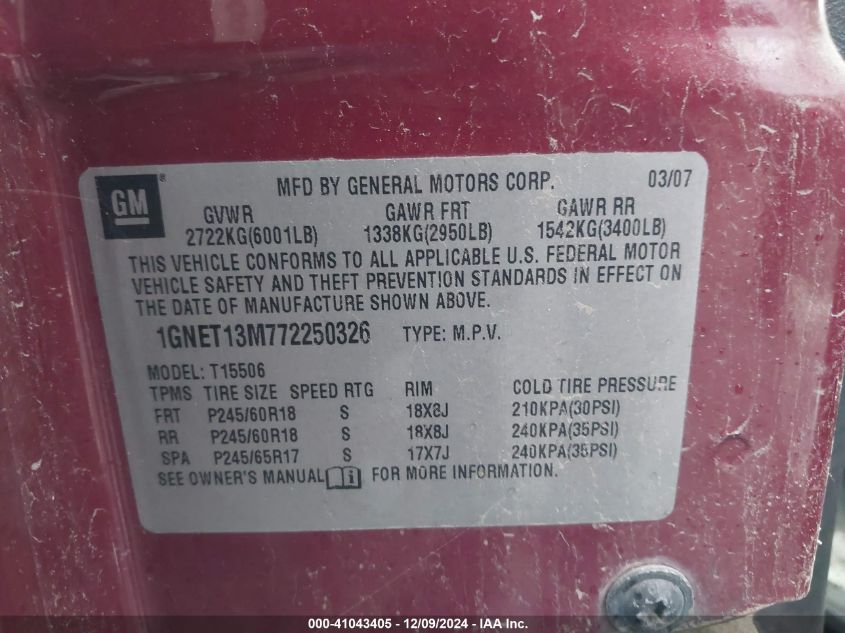 GM ®
MFD BY GENERAL MOTORS CORP. 03/07
GVWR GAWR FRT GAWR RR
2722KG(6001LB) 1338KG(2950LB) 1542KG(3400LB)
THIS VEHICLE CONFORMS TO ALL APPLICABLE U.S. FEDERAL MOTOR
VEHICLE SAFETY AND THEFT PREVENTION STANDARDS IN EFFECT ON
THE DATE OF MANUFACTURE SHOWN ABOVE.
1GNET13M772250326 TYPE: M.P.V.
MODEL: T15506
TPMS TIRE SIZE SPEED RTG RIM COLD TIRE PRESSURE
FRT P245/60R18 S 18X8J 210KPA(30PSI)
RR P245/60R18 S 18X8J 240KPA(35PSI)
SPA P245/65R17 S 17X7J 240KPA(35PSI)
SEE OWNER'S MANUAL i FOR MORE INFORMATION.
000-41043405 - 12/09/2024 - IAA Inc.